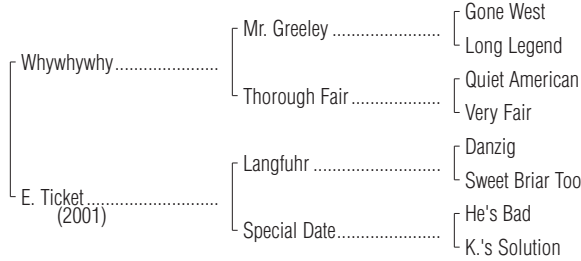 Gone West
Mr. Greeley ....................
Long Legend
Whywhywhy....................
Quiet American
Thorough Fair ....................
Very Fair
Danzig
Langfuhr ....................
Sweet Briar Too
E. Ticket....................
(2001)
He's Bad
Special Date....................
K.'s Solution